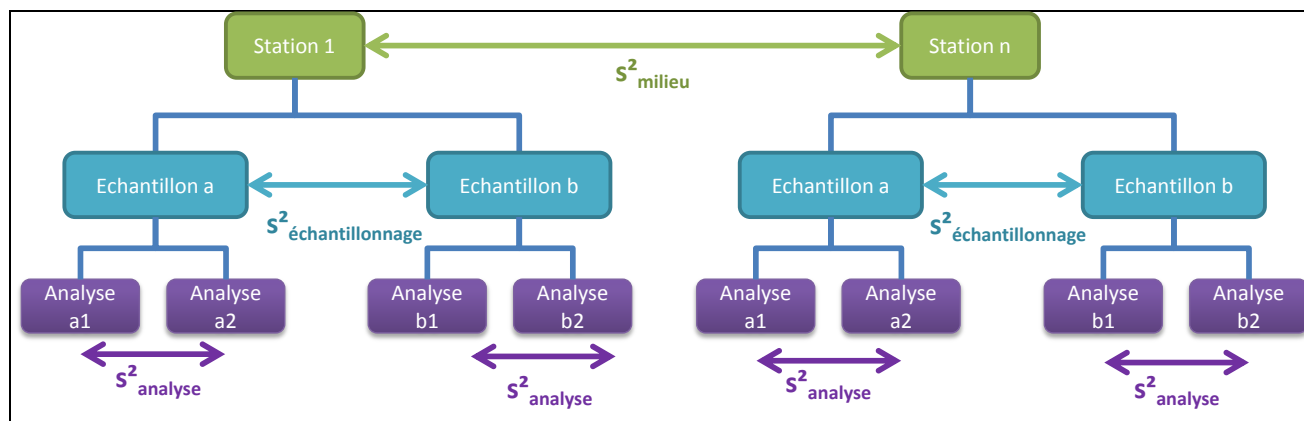 Station 1
Station n
S²milieu
Echantillon a
Echantillon b
Echantillon a
Echantillon b
S²échantillonnage
S²échantillonnage
Analyse
a1
Analyse
a2
Analyse
b1
Analyse
b2
Analyse
a1
Analyse
a2
Analyse
b1
Analyse
b2
S²analyse
S²analyse
S²analyse
S²analyse